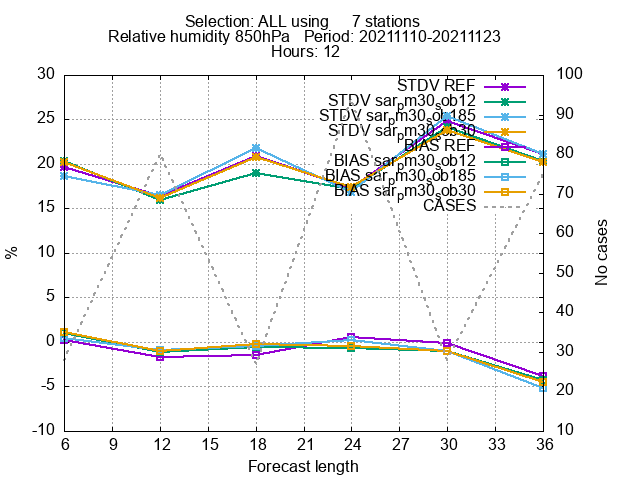 Selection: ALL using 7 stations
Relative humidity 850hPa Period: 20211110-20211123
Hours: 12
30
25
20
15
10
5
0
-5
-10
%
100
90
80
70
60
50
40
30
20
10
No cases
STDV REF
STDV sar_pm30_sob12
STDV sar_pm30_sob185
STDV sar_pm30_sob30
BIAS REF
BIAS sar_pm30_sob12
BIAS sar_pm30_sob185
BIAS sar_pm30_sob30
CASES
6 9 12 15 18 21 24 27 30 33 36
Forecast length